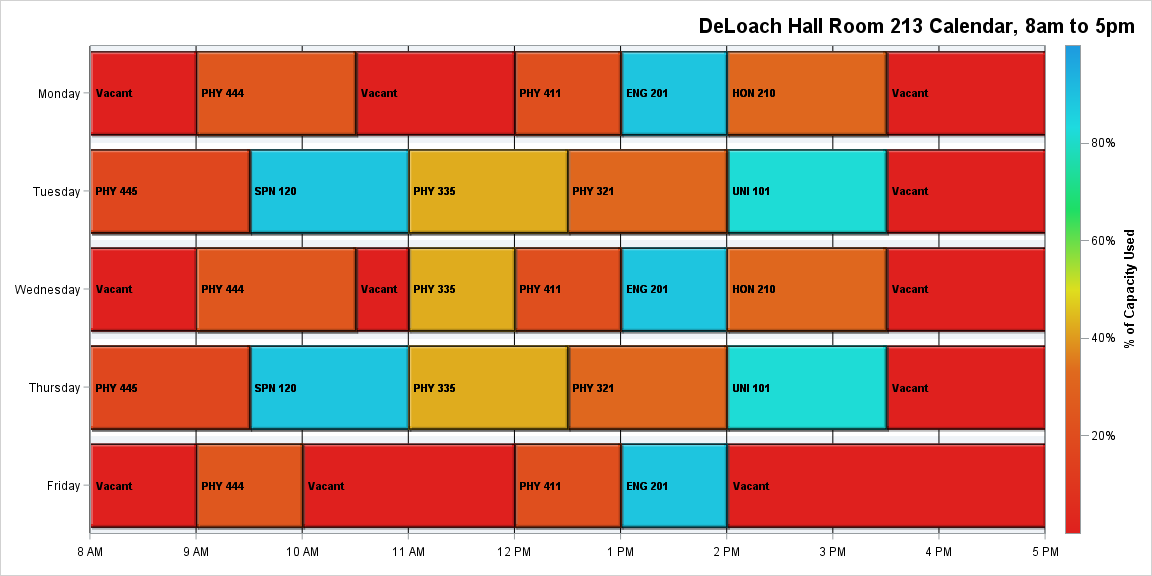 DeLoach Hall Room 213 Calendar, 8am to 5pm
Monday
Vacant
PHY 444
Vacant
PHY 411
ENG 201
HON 210
Vacant
Tuesday
PHY 445
SPN 120
PHY 335
PHY 321
UNI 101
Vacant
Wednesday
Vacant
PHY 444
Vacant
PHY 335
PHY 411
ENG 201
HON 210
Vacant
Thursday
PHY 445
SPN 120
PHY 335
PHY 321
UNI 101
Vacant
Friday
Vacant
PHY 444
Vacant
PHY 411
ENG 201
Vacant
8 AM
9 AM
10 AM
11 AM
12 PM
1 PM
2 PM
3 PM
4 PM
5 PM
80%
60%
40%
20%
% of Capacity Used